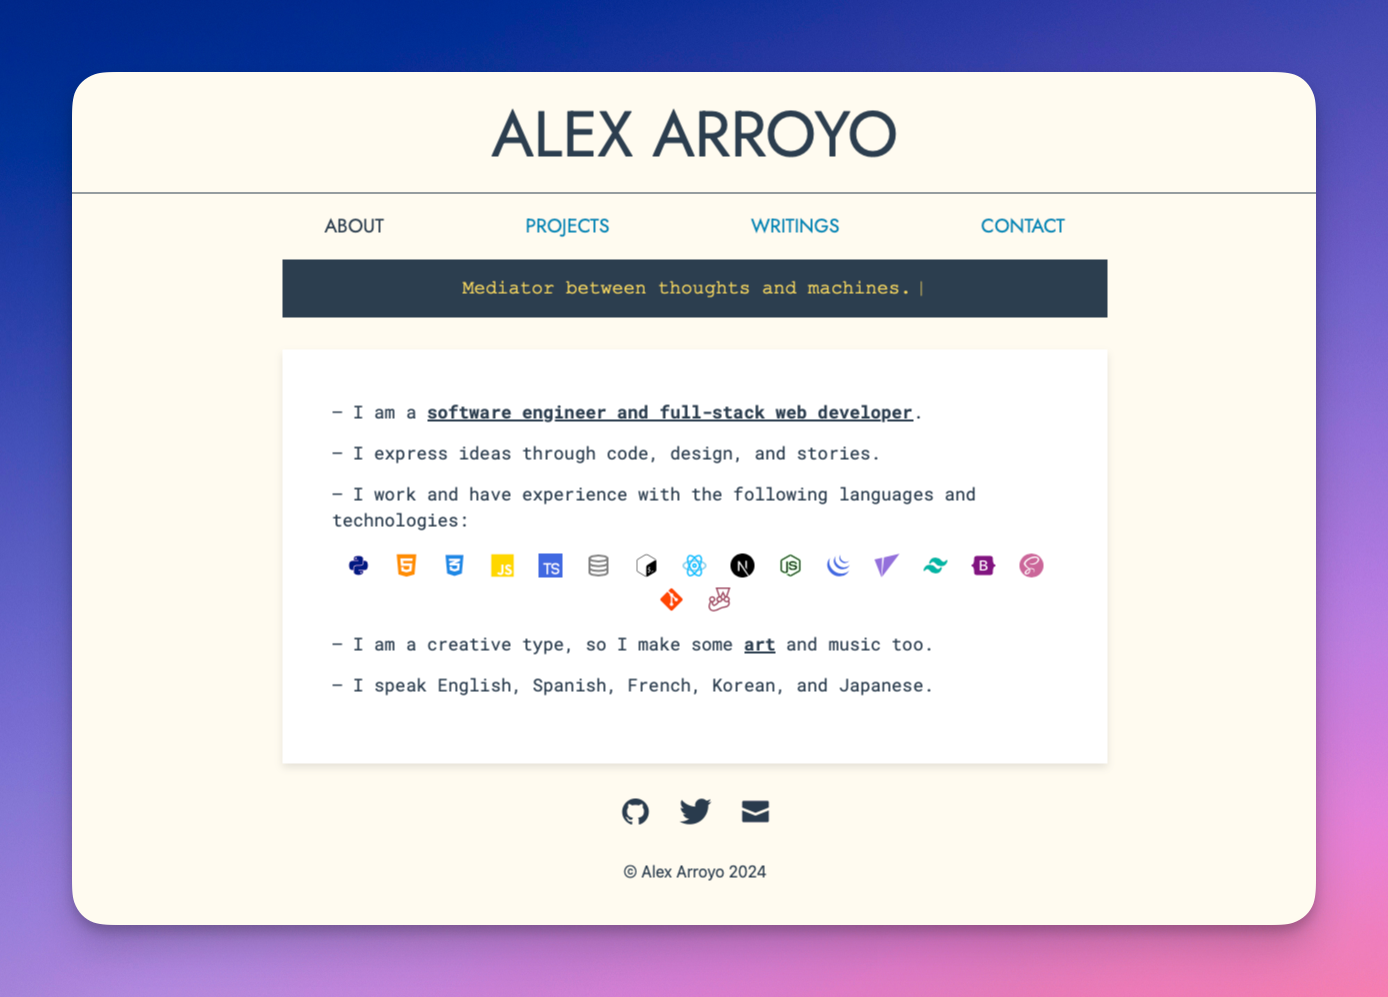 ALEX ARROYO
ABOUT PROJECTS WRITINGS CONTACT
Mediator between thoughts and machines. |
— I am a software engineer and full-stack web developer.
— I express ideas through code, design, and stories.
— I work and have experience with the following languages and
technologies:
JS TS N JS B
— I am a creative type, so I make some art and music too.
— I speak English, Spanish, French, Korean, and Japanese.
© Alex Arroyo 2024